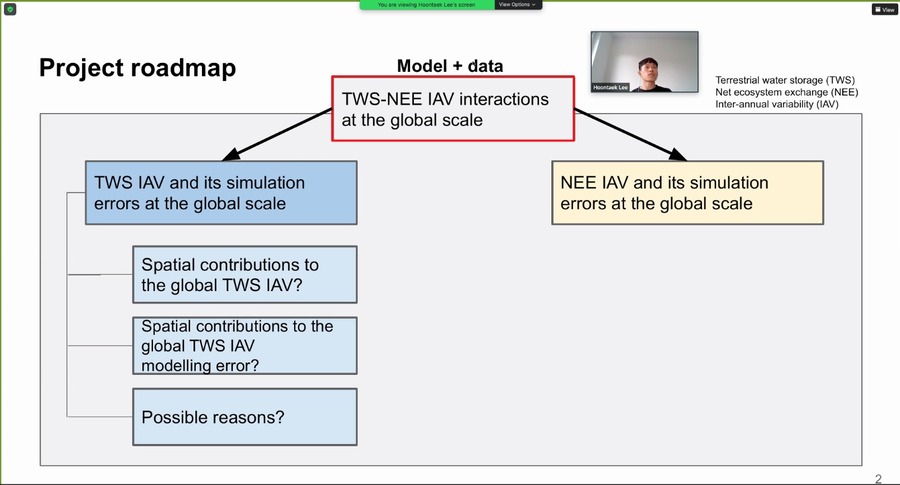 You are viewing Hoontaek Lee's screen
View Options
View
Project roadmap
Model + data
Hoontaek Lee
Terrestrial water storage (TWS)
Net ecosystem exchange (NEE)
Inter-annual variability (IAV)
TWS-NEE IAV interactions
at the global scale
TWS IAV and its simulation
errors at the global scale
NEE IAV and its simulation
errors at the global scale
Spatial contributions to
the global TWS IAV?
Spatial contributions to the
global TWS IAV
modelling error?
Possible reasons?
2